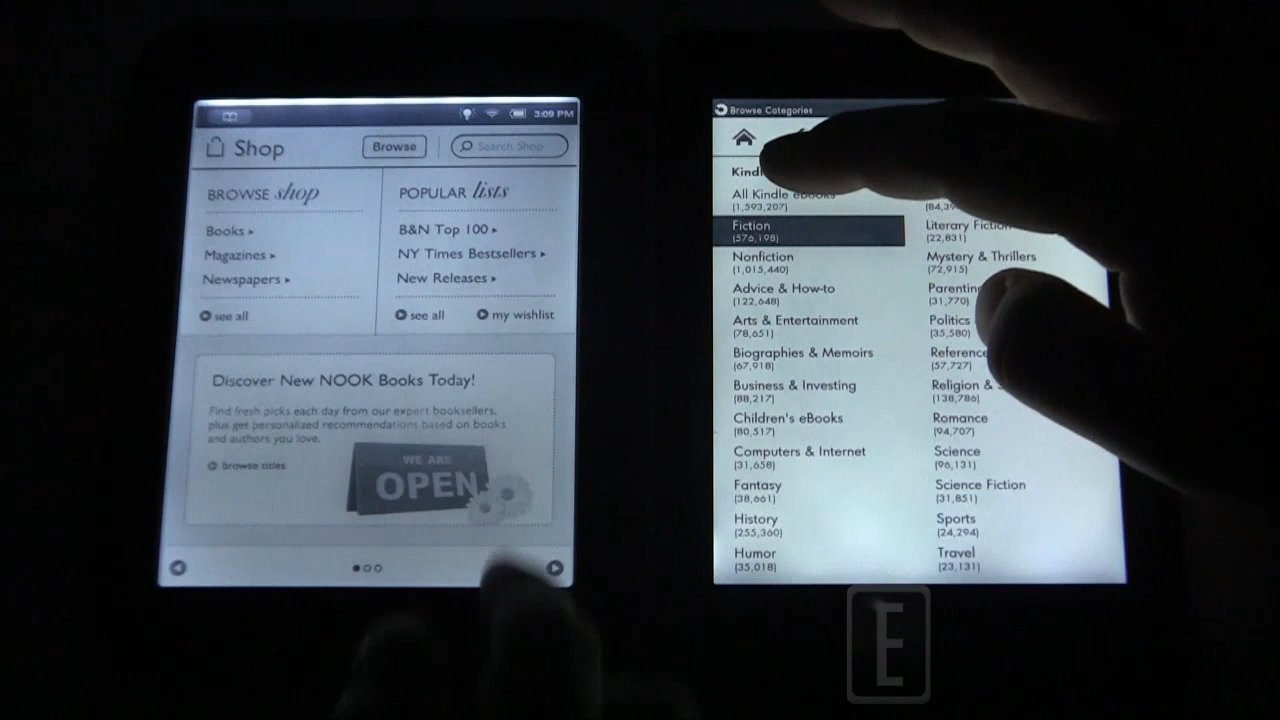 3:09 PM
Shop
Browse
Search Shop
BROWSE shop
Books
Magazines
Newspapers
see all
POPULAR lists
B&N Top 100
NY Times Bestsellers
New Releases
see all
my wishlist
Discover New NOOK Books Today!
Find fresh picks each day from our expert booksellers,
plus get personalized recommendations based on books
and authors you love.
browse titles
WE ARE
OPEN
Browse Categories
All Kindle eBooks
(1,593,207)
Fiction
(576,198)
Nonfiction
(1,015,440)
Advice & How-to
(122,648)
Arts & Entertainment
(78,651)
Biographies & Memoirs
(67,918)
Business & Investing
(88,217)
Children's eBooks
(80,517)
Computers & Internet
(31,658)
Fantasy
(38,661)
History
(255,360)
Humor
(35,018)
Literary Fiction
(22,831)
Mystery & Thrillers
(72,915)
Parenting
(31,770)
Politics
(35,580)
Reference
(57,727)
Religion &
(138,786)
Romance
(94,707)
Science
(96,131)
Science Fiction
(31,851)
Sports
(24,294)
Travel
(23,131)
E